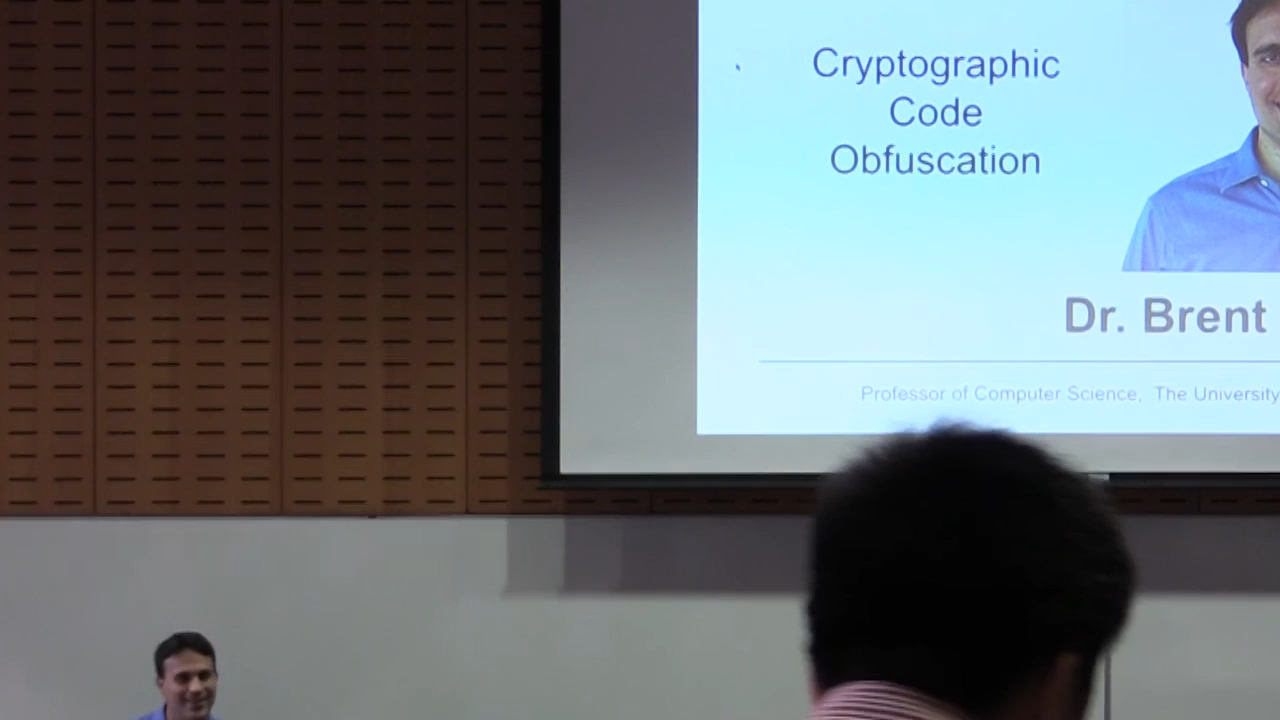 Cryptographic
Code
Obfuscation
Dr. Brent
Professor of Computer Science, The University